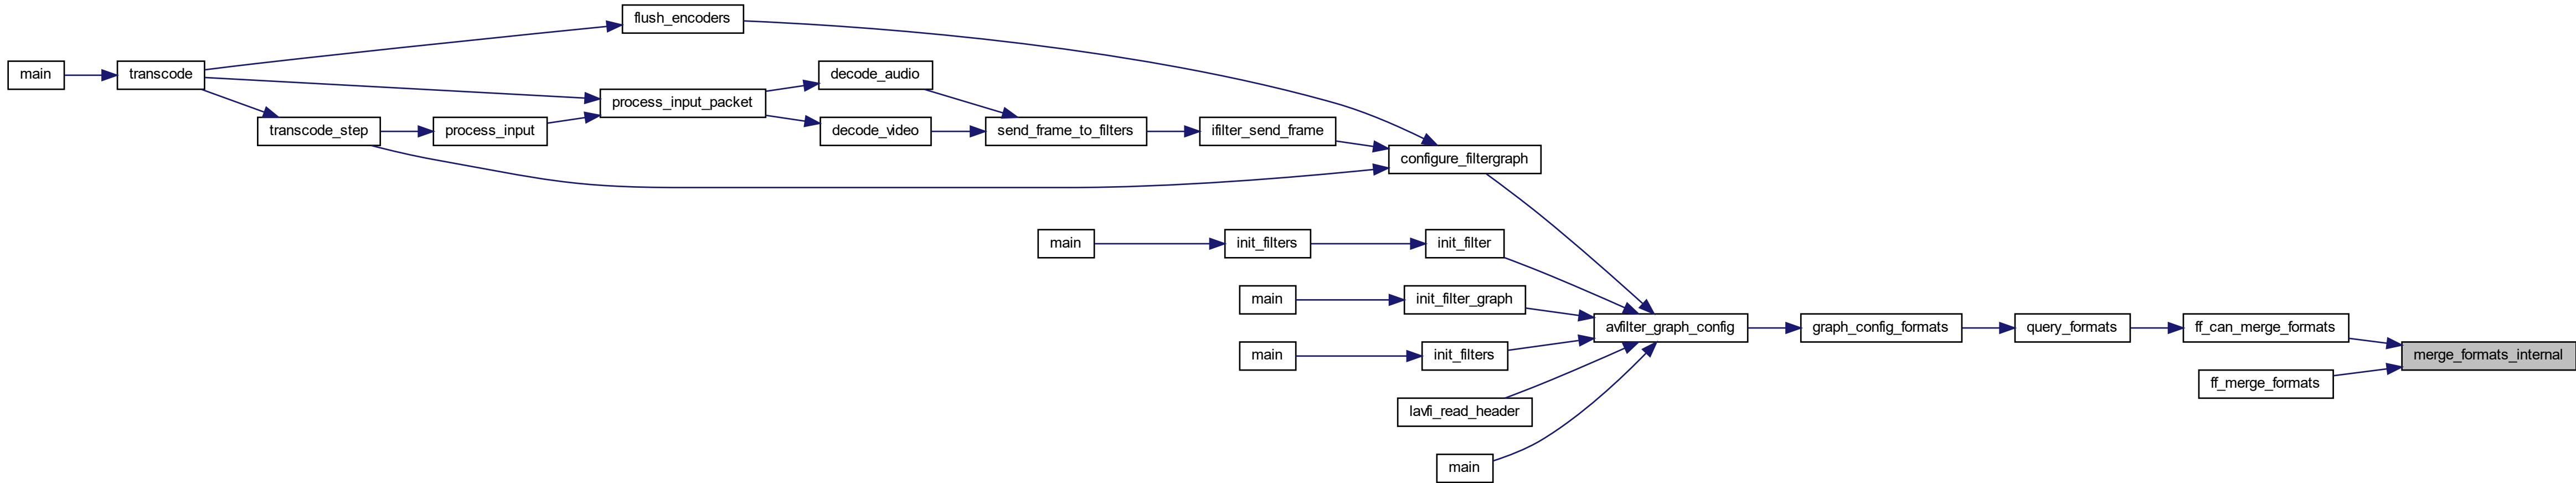 flush_encoders
main
transcode
decode_audio
process_input_packet
transcode_step
process_input
decode_video
send_frame_to_filters
ifilter_send_frame
configure_filtergraph
main
init_filters
init_filter
main
init_filter_graph
avfilter_graph_config
graph_config_formats
query_formats
ff_can_merge_formats
main
init_filters
merge_formats_internal
ff_merge_formats
lavfi_read_header
main